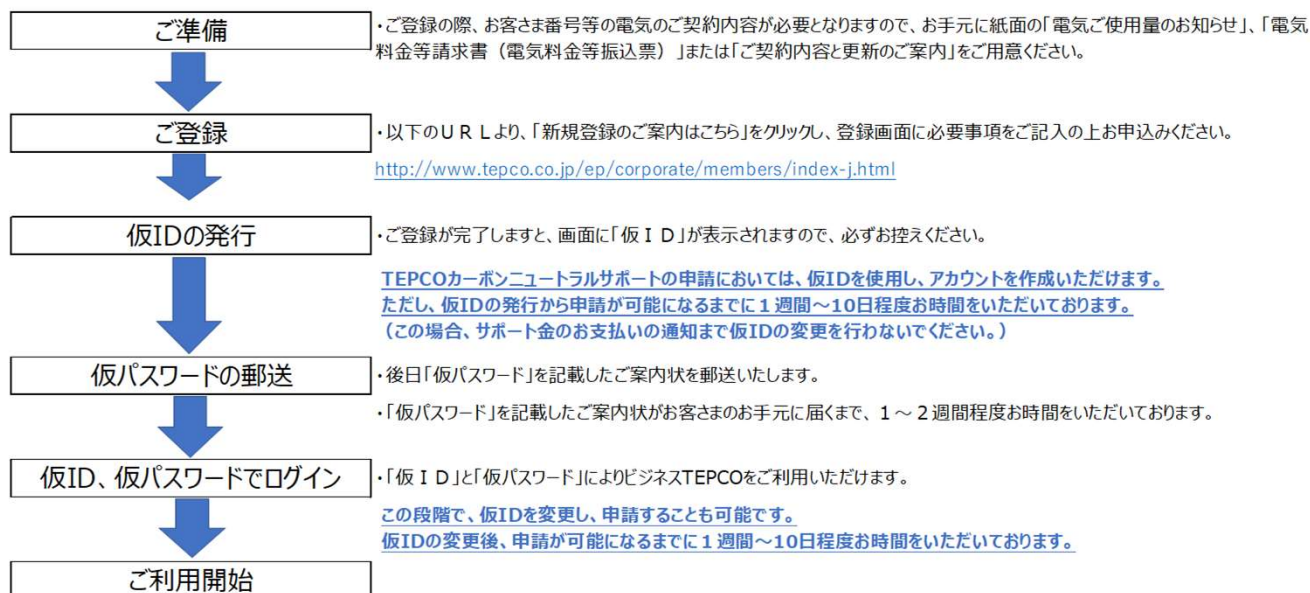 ご準備
・ご登録の際、お客さま番号等の電気のご契約内容が必要となりますので、お手元に紙面の「電気ご使用量のお知らせ」、「電気
料金等請求書（電気料金等振込票）」または「ご契約内容と更新のご案内」をご用意ください。
ご登録
・以下のＵＲＬより、「新規登録のご案内はこちら」をクリックし、登録画面に必要事項をご記入の上お申込みください。
http://www.tepco.co.jp/ep/corporate/members/index-j.html
仮IDの発行
・ご登録が完了しますと、画面に「仮ＩＤ」が表示されますので、必ずお控えください。
TEPCOカーボンニュートラルサポートの申請においては、仮IDを使用し、アカウントを作成いただけます。
ただし、仮IDの発行から申請が可能になるまでに１週間～10日程度お時間をいただいております。
（この場合、サポート金のお支払いの通知まで仮IDの変更を行わないでください。）
仮パスワードの郵送
・後日「仮パスワード」を記載したご案内状を郵送いたします。
・「仮パスワード」を記載したご案内状がお客さまのお手元に届くまで、１～２週間程度お時間をいただいております。
仮ID、仮パスワードでログイン
・「仮ＩＤ」と「仮パスワード」によりビジネスTEPCOをご利用いただけます。
この段階で、仮IDを変更し、申請することも可能です。
仮IDの変更後、申請が可能になるまでに１週間～10日程度お時間をいただいております。
ご利用開始